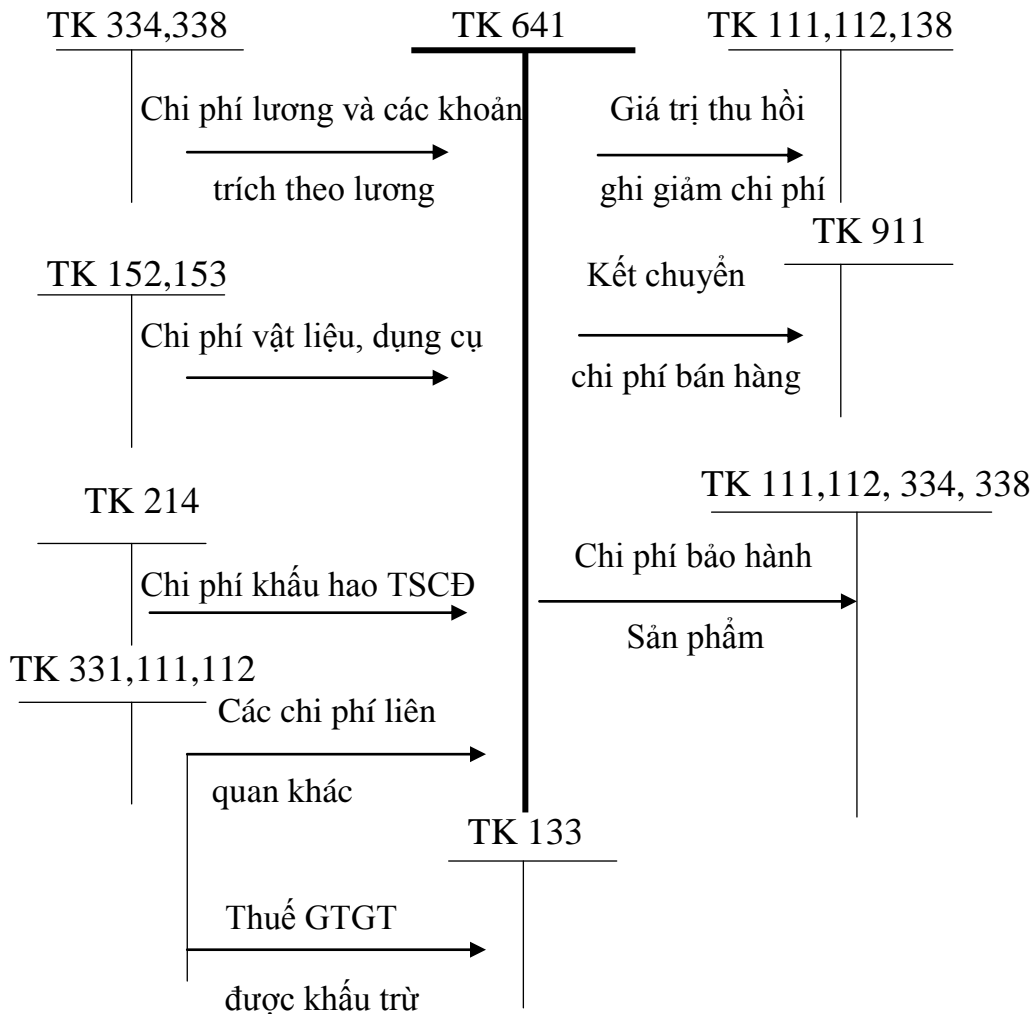 TK 334,338
TK 641
TK 111,112,138
Chi phí lương và các khoản
trích theo lương
Giá trị thu hồi
ghi giảm chi phí
TK 911
TK 152,153
Kết chuyển
Chi phí vật liệu, dụng cụ
chi phí bán hàng
TK 214
TK 111,112, 334, 338
Chi phí khấu hao TSCĐ
Chi phí bảo hành
Sản phẩm
TK 331,111,112
Các chi phí liên
quan khác
TK 133
Thuế GTGT
được khấu trừ